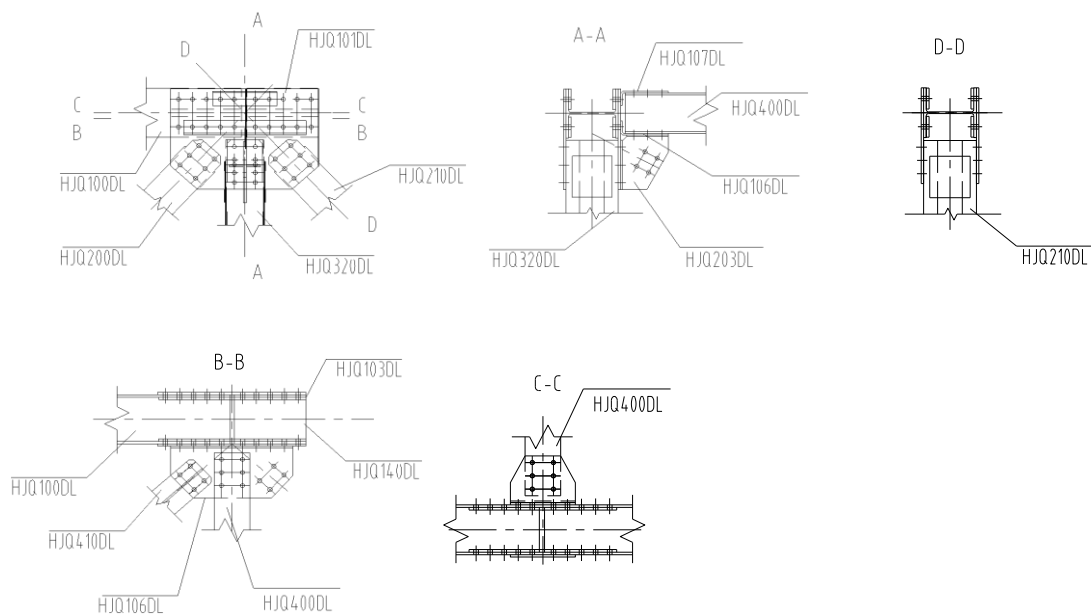 A
HJQ101DL
D
C
C
B
B
HJQ100DL
HJQ210DL
D
HJQ200DL
HJQ320DL
A
A-A
HJQ107DL
HJQ400DL
HJQ106DL
HJQ320DL
HJQ203DL
D-D
HJQ210DL
B-B
HJQ103DL
HJQ100DL
HJQ140DL
HJQ410DL
HJQ106DL
HJQ400DL
C-C
HJQ400DL